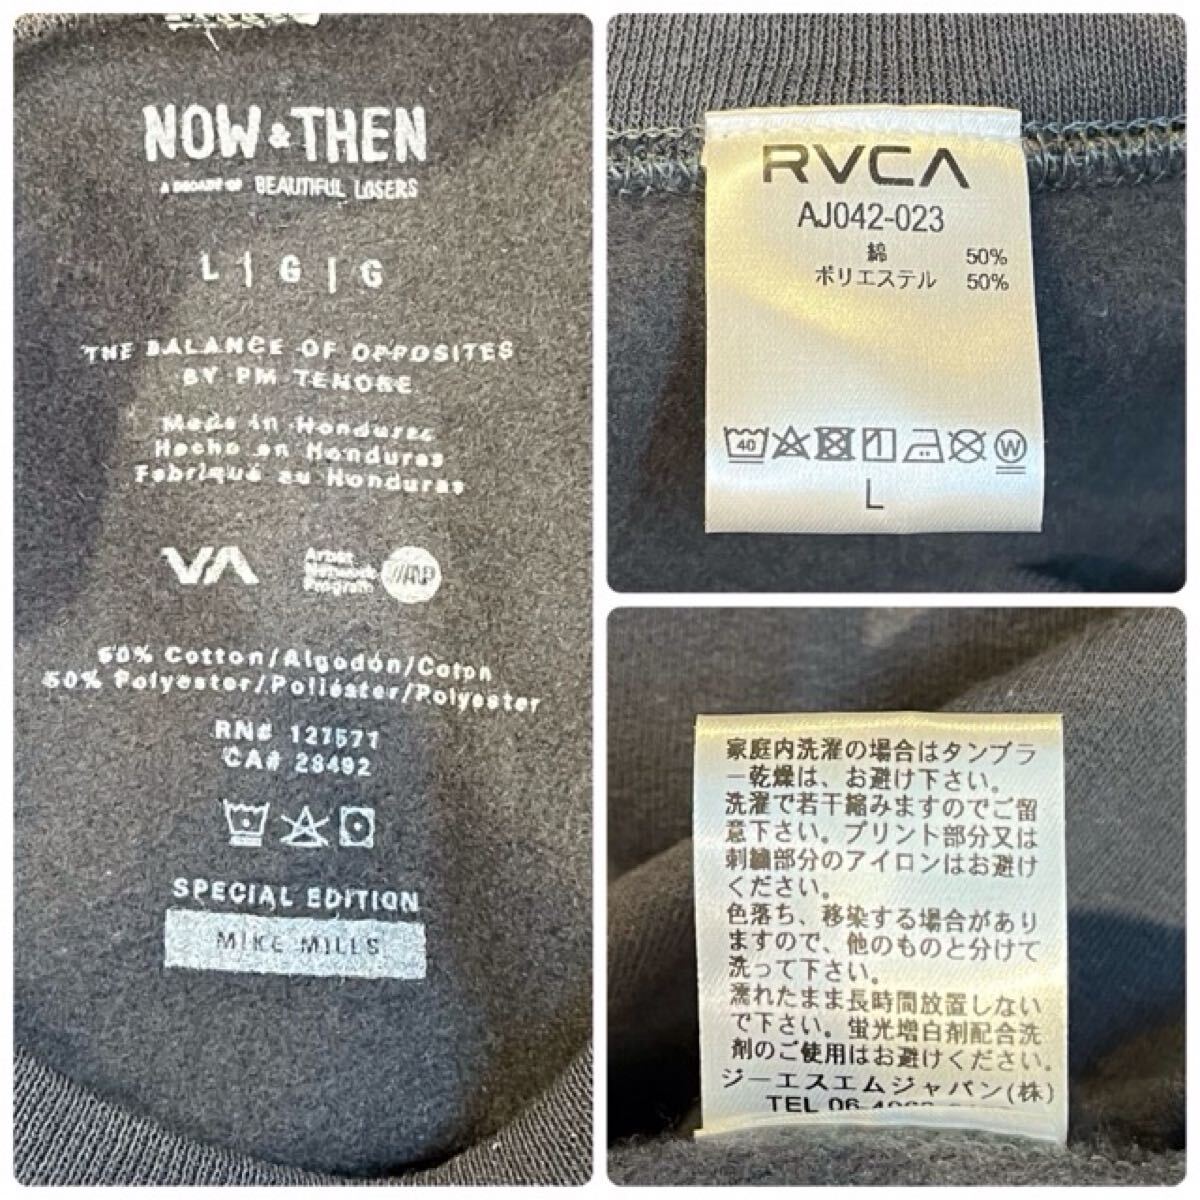 NOW & THEN
A DECADE OF BEAUTIFUL LOSERS
L | G | G
THE BALANCE OF OPPOSITES
BY PM TENORE
Made in Honduras
Hecho en Honduras
Fabriqué au Honduras
VA
Artist
Network
Program
ANP
50% Cotton/Algodón/Coton
50% Polyester/Poliéster/Polyester
RN# 127571
CA# 28492
SPECIAL EDITION
MIKE MILLS
RVCA
AJ042-023
綿 50%
ポリエステル 50%
40
W
L
家庭内洗濯の場合はタンブラ
ー乾燥は、お避け下さい。
洗濯で若干縮みますのでご留
意下さい。プリント部分又は
刺繍部分のアイロンはお避け
ください。
色落ち、移染する場合があり
ますので、他のものと分けて
洗って下さい。
濡れたまま長時間放置しない
で下さい。蛍光増白剤配合洗
剤のご使用はお避けください。
ジーエスエムジャパン(株)
TEL 06-